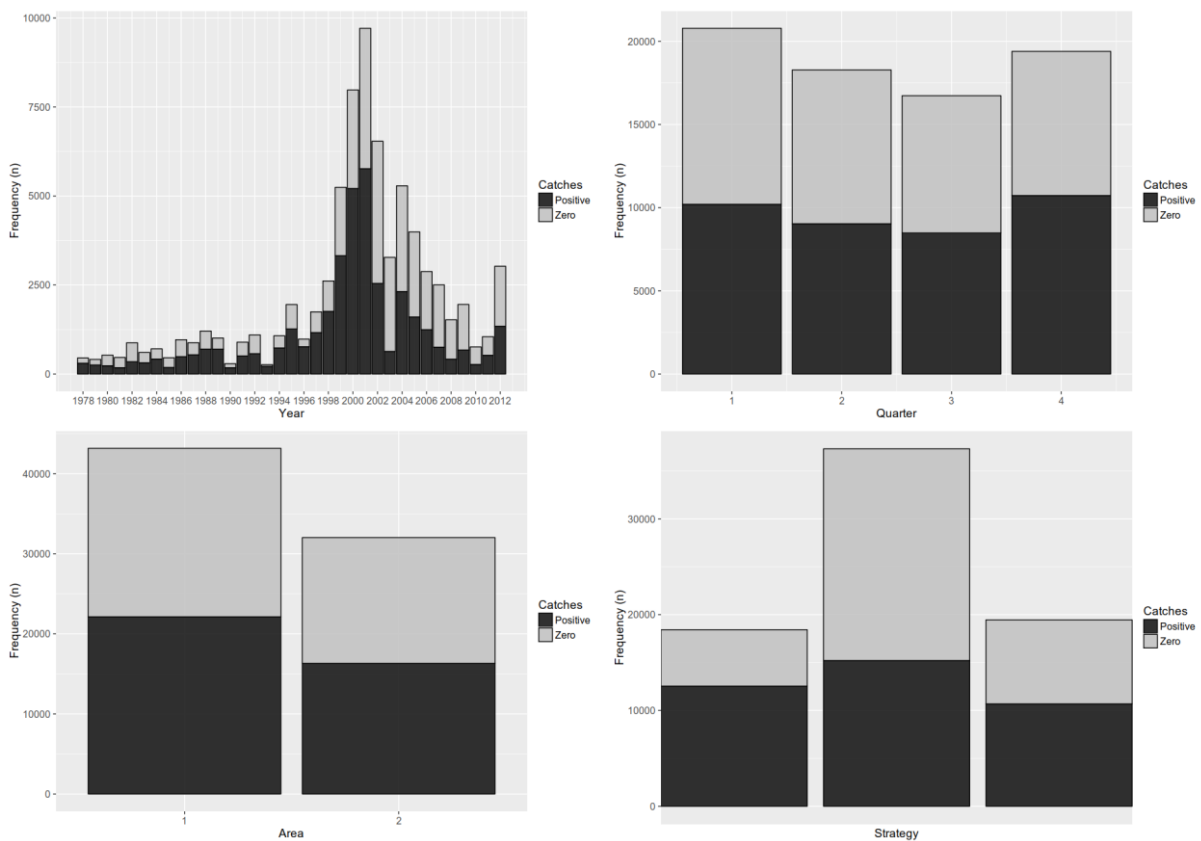 10000
7500
5000
2500
0
Frequency (n)
1978 1980 1982 1984 1986 1988 1990 1992 1994 1996 1998 2000 2002 2004 2006 2008 2010 2012
Year
Catches
Positive
Zero
20000
15000
10000
5000
0
Frequency (n)
1 2 3 4
Quarter
Catches
Positive
Zero
40000
30000
20000
10000
0
Frequency (n)
1 2
Area
Catches
Positive
Zero
30000
20000
10000
0
Frequency (n)
Strategy
Catches
Positive
Zero